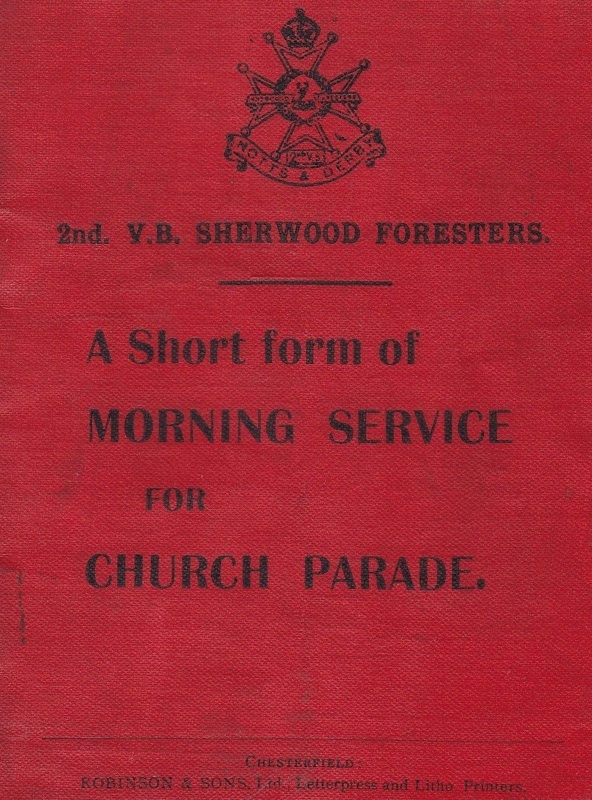 2ND V.B.
NOTTS & DERBY
2nd. V.B. SHERWOOD FORESTERS.
A Short form of
MORNING SERVICE
FOR
CHURCH PARADE.
CHESTERFIELD:
ROBINSON & SONS, Ltd., Letterpress and Litho Printers.